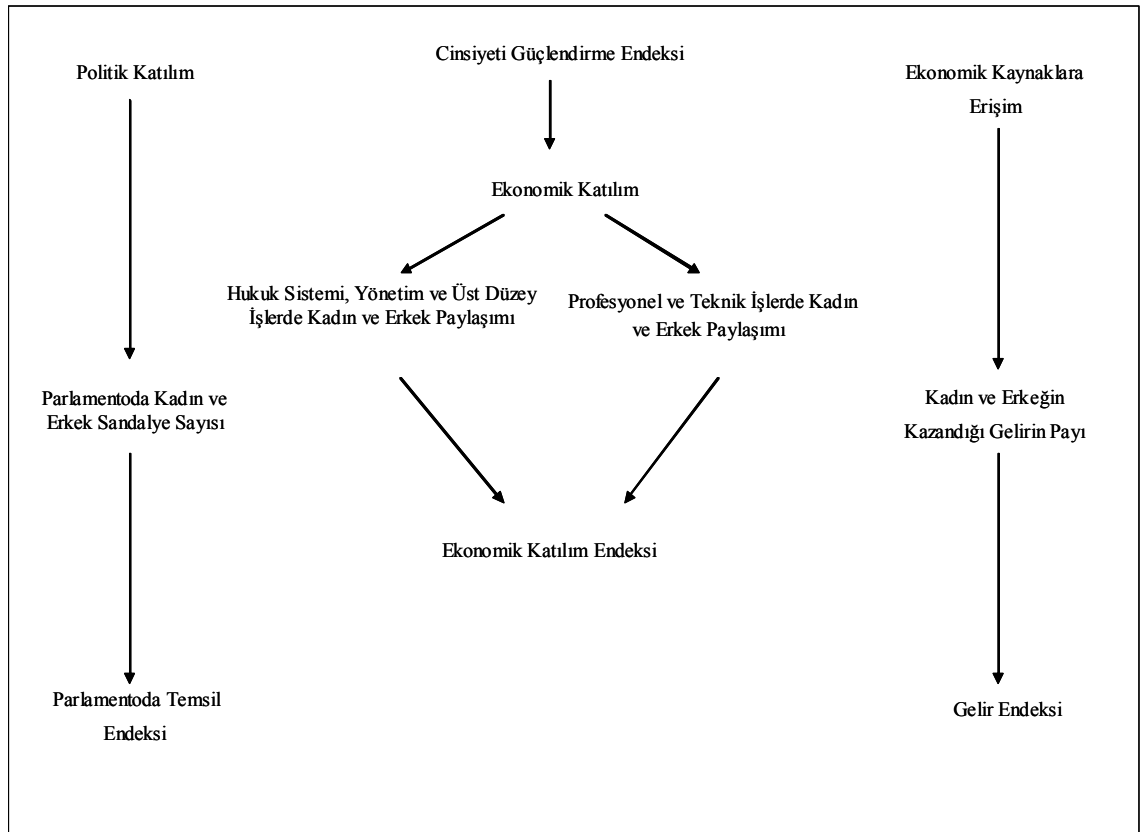 Cinsiyeti Güçlendirme Endeksi
Politik Katılım
Ekonomik Kaynaklara
Erişim
Ekonomik Katılım
Hukuk Sistemi, Yönetim ve Üst Düzey
İşlerde Kadın ve Erkek Paylaşımı
Profesyonel ve Teknik İşlerde Kadın
ve Erkek Paylaşımı
Parlamentoda Kadın ve
Erkek Sandalye Sayısı
Kadın ve Erkeğin
Kazandığı Gelirin Payı
Ekonomik Katılım Endeksi
Parlamentoda Temsil
Endeksi
Gelir Endeksi